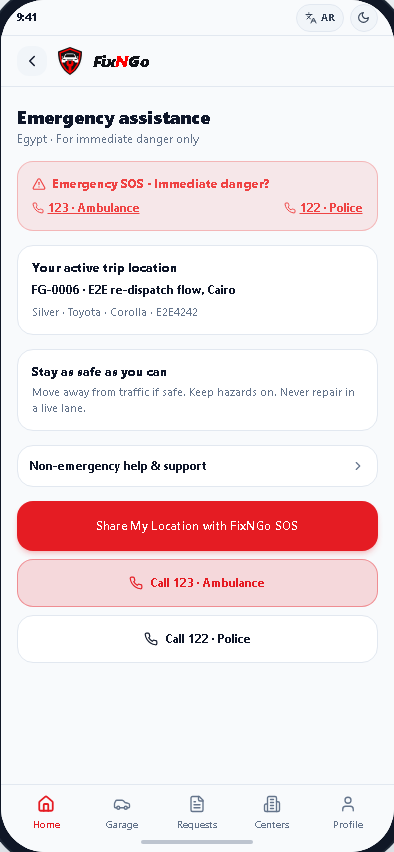 9:41
AR
FixNGo
Emergency assistance
Egypt · For immediate danger only
Emergency SOS · Immediate danger?
123 · Ambulance
122 · Police
Your active trip location
FG-0006 · E2E re-dispatch flow, Cairo
Silver · Toyota · Corolla · E2E4242
Stay as safe as you can
Move away from traffic if safe. Keep hazards on. Never repair in
a live lane.
Non-emergency help & support
Share My Location with FixNGo SOS
Call 123 · Ambulance
Call 122 · Police
Home
Garage
Requests
Centers
Profile